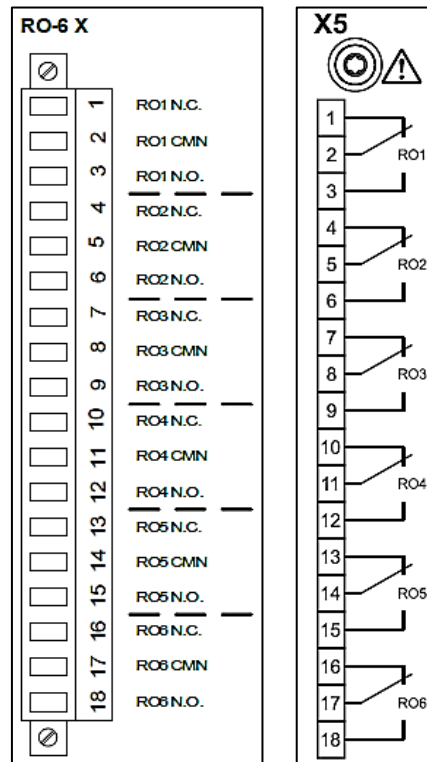 RO-6 X
1 RO1 N.C.
2 RO1 CMN
3 RO1 N.O.
4 RO2 N.C.
5 RO2 CMN
6 RO2 N.O.
7 RO3 N.C.
8 RO3 CMN
9 RO3 N.O.
10 RO4 N.C.
11 RO4 CMN
12 RO4 N.O.
13 RO5 N.C.
14 RO5 CMN
15 RO5 N.O.
16 RO6 N.C.
17 RO6 CMN
18 RO6 N.O.
X5
1
2 RO1
3
4
5 RO2
6
7
8 RO3
9
10
11 RO4
12
13
14 RO5
15
16
17 RO6
18